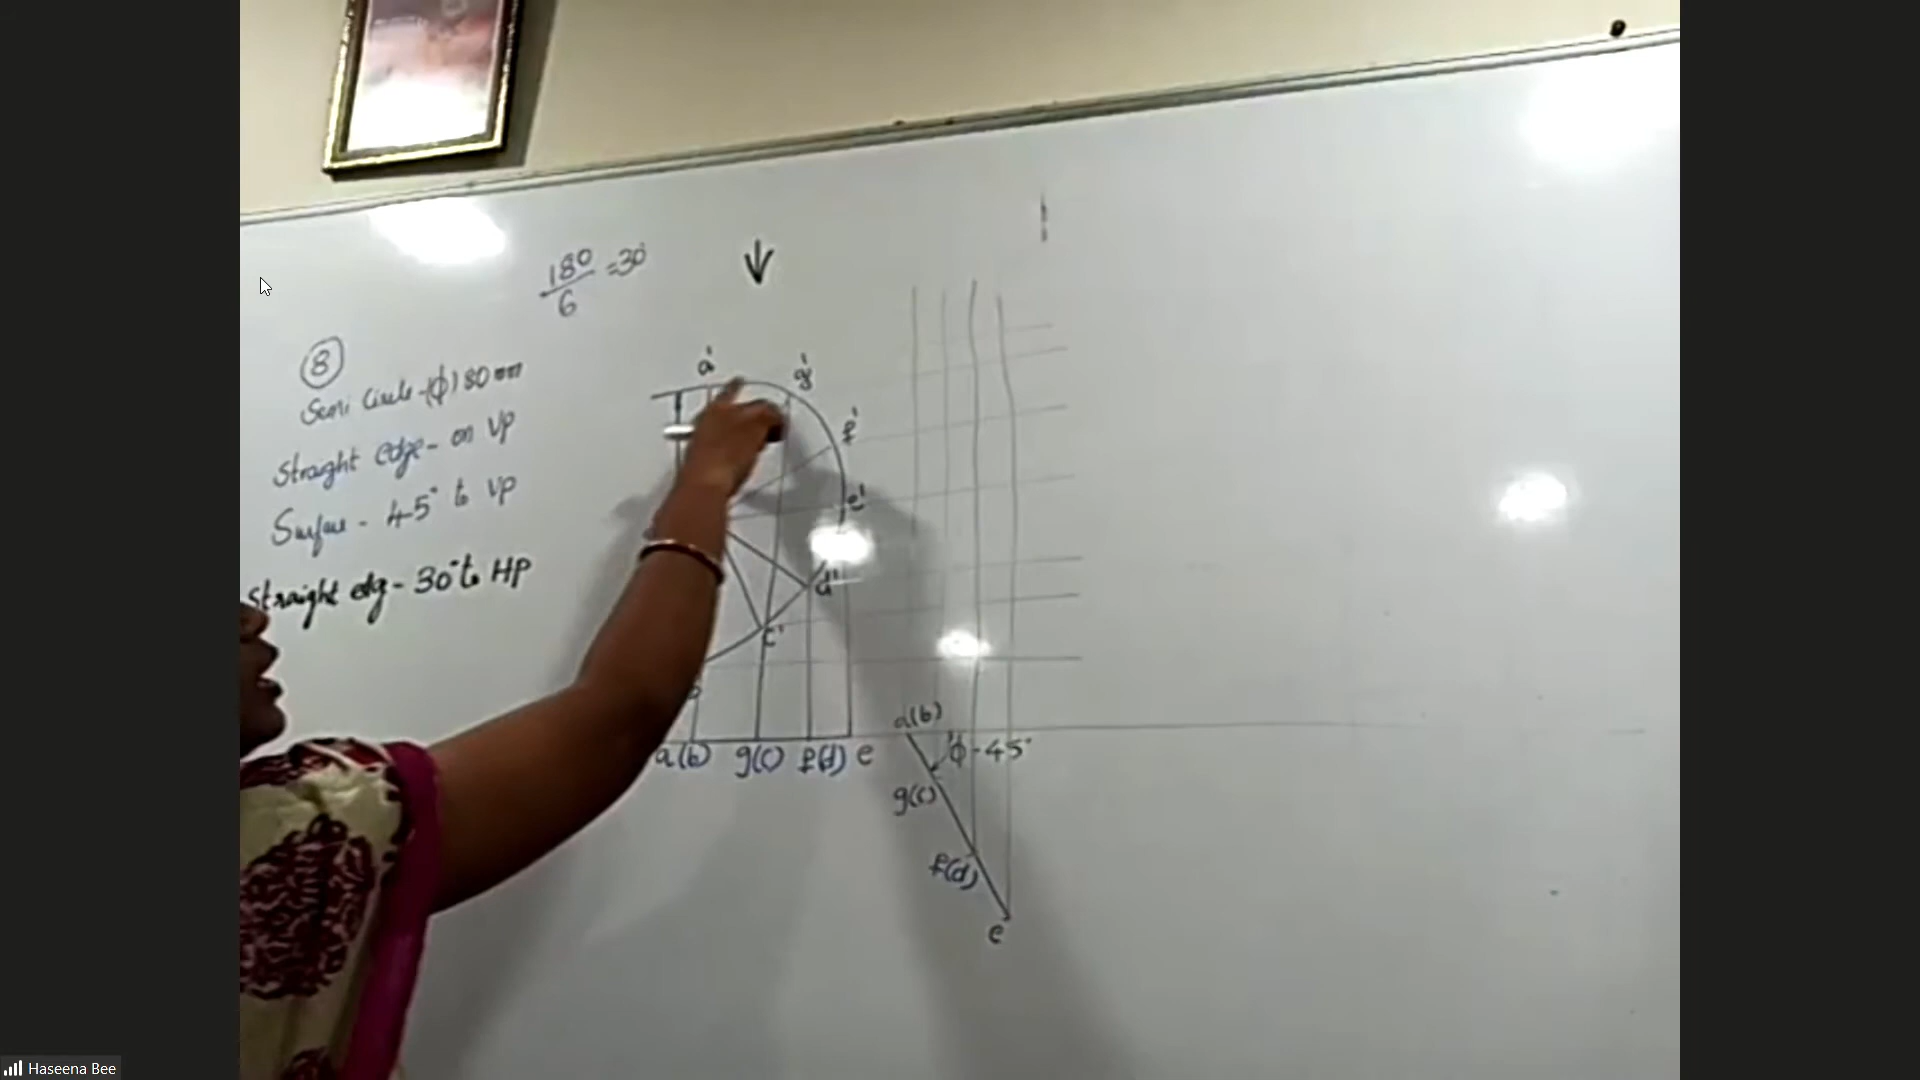 180
6
=30°
8
Semi Circle -(ϕ) 80 mm
Straight edge - on VP
Surface - 45° to VP
Straight edg - 30° to HP
a'
g'
f'
e'
d'
c'
a(b) g(c) f(d) e
a(b)
ϕ - 45°
g(c)
f(d)
e
Haseena Bee